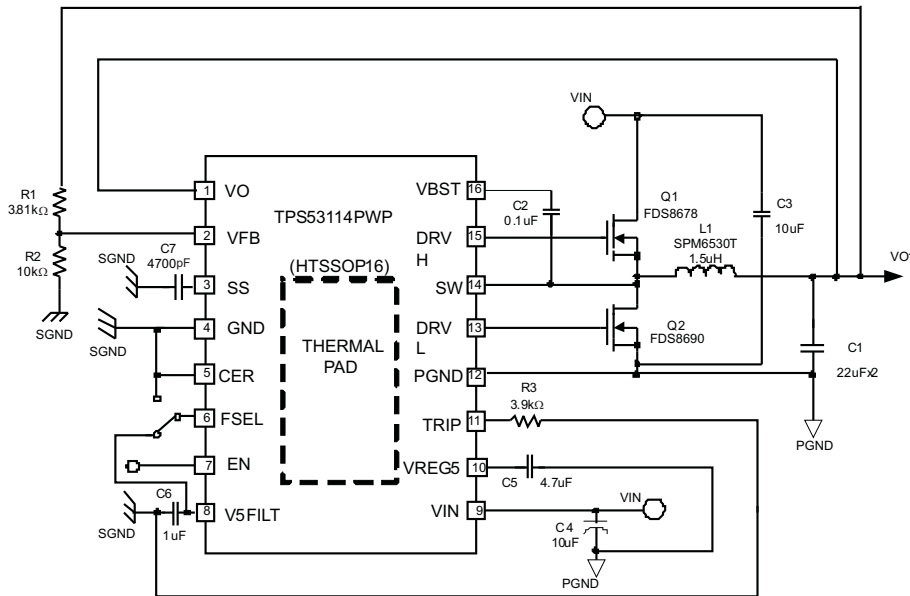 VIN
R1
3.81kΩ
R2
10kΩ
SGND
1
VO
2
VFB
C7
4700pF
SGND
3
SS
4
GND
SGND
5
CER
6
FSEL
7
EN
C6
1uF
SGND
8
V5FILT
TPS53114PWP
(HTSSOP16)
THERMAL
PAD
VBST
16
C2
0.1uF
DRV
H
15
SW
14
DRV
L
13
PGND
12
TRIP
11
VREG5
10
VIN
9
Q1
FDS8678
C3
10uF
L1
SPM6530T
1.5uH
VO
Q2
FDS8690
C1
22uFx2
PGND
R3
3.9kΩ
C5
4.7uF
VIN
C4
10uF
PGND